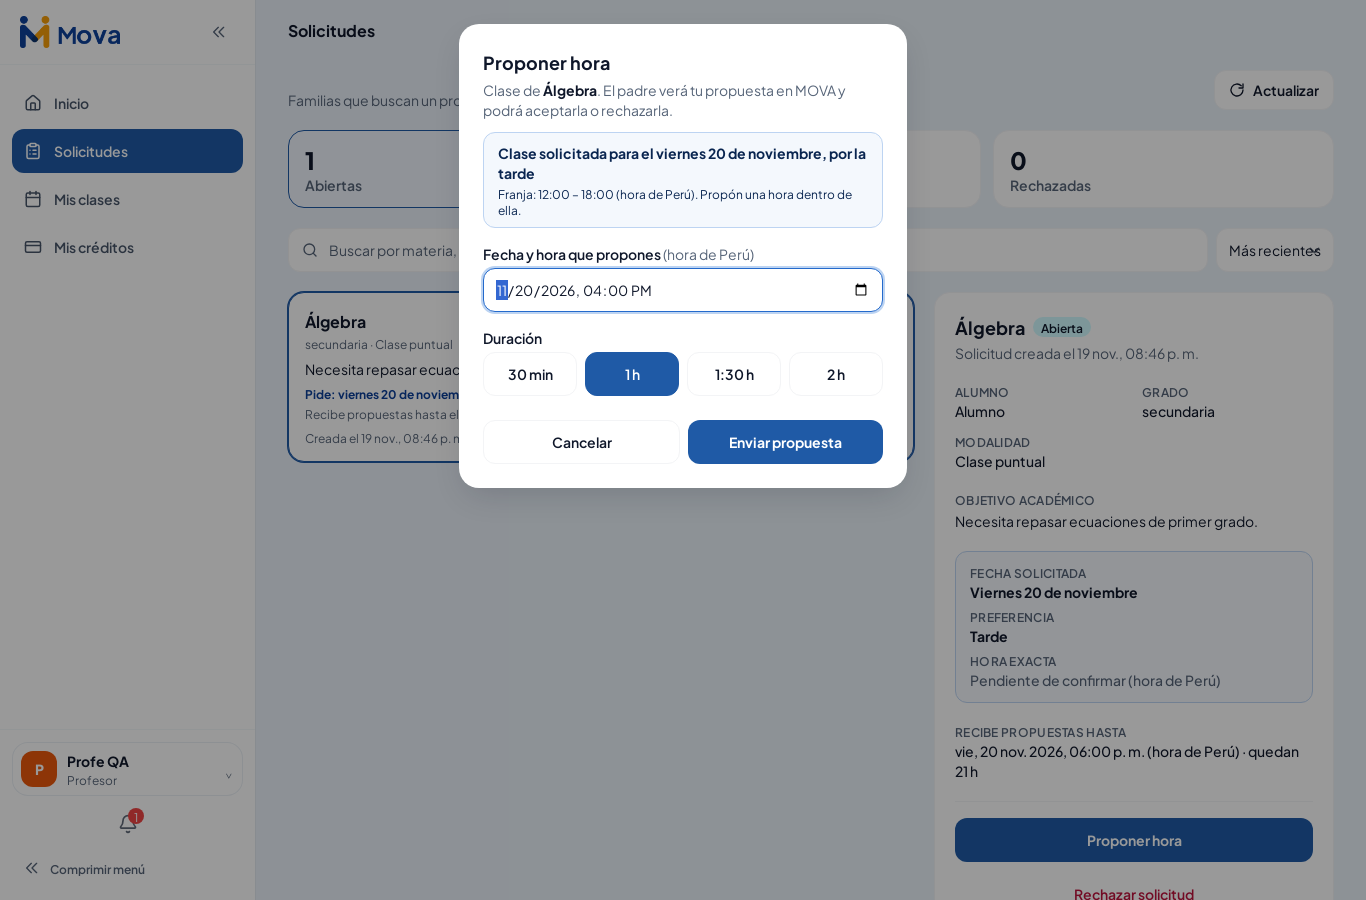 Mova
Inicio
Solicitudes
Mis clases
Mis créditos
P
Profe QA
Profesor
1
Comprimir menú
Solicitudes
Familias que buscan un pro
Actualizar
1
Abiertas
0
Rechazadas
Buscar por materia,
Más recientes
Álgebra
secundaria · Clase puntual
Necesita repasar ecuac
Pide: viernes 20 de noviem
Recibe propuestas hasta el
Creada el 19 nov., 08:46 p. m
Proponer hora
Clase de Álgebra. El padre verá tu propuesta en MOVA y
podrá aceptarla o rechazarla.
Clase solicitada para el viernes 20 de noviembre, por la
tarde
Franja: 12:00 – 18:00 (hora de Perú). Propón una hora dentro de
ella.
Fecha y hora que propones (hora de Perú)
11/20/2026, 04:00 PM
Duración
30 min
1 h
1:30 h
2 h
Cancelar
Enviar propuesta
Álgebra
Abierta
Solicitud creada el 19 nov., 08:46 p. m.
ALUMNO
Alumno
GRADO
secundaria
MODALIDAD
Clase puntual
OBJETIVO ACADÉMICO
Necesita repasar ecuaciones de primer grado.
FECHA SOLICITADA
Viernes 20 de noviembre
PREFERENCIA
Tarde
HORA EXACTA
Pendiente de confirmar (hora de Perú)
RECIBE PROPUESTAS HASTA
vie, 20 nov. 2026, 06:00 p. m. (hora de Perú) · quedan
21 h
Proponer hora
Rechazar solicitud